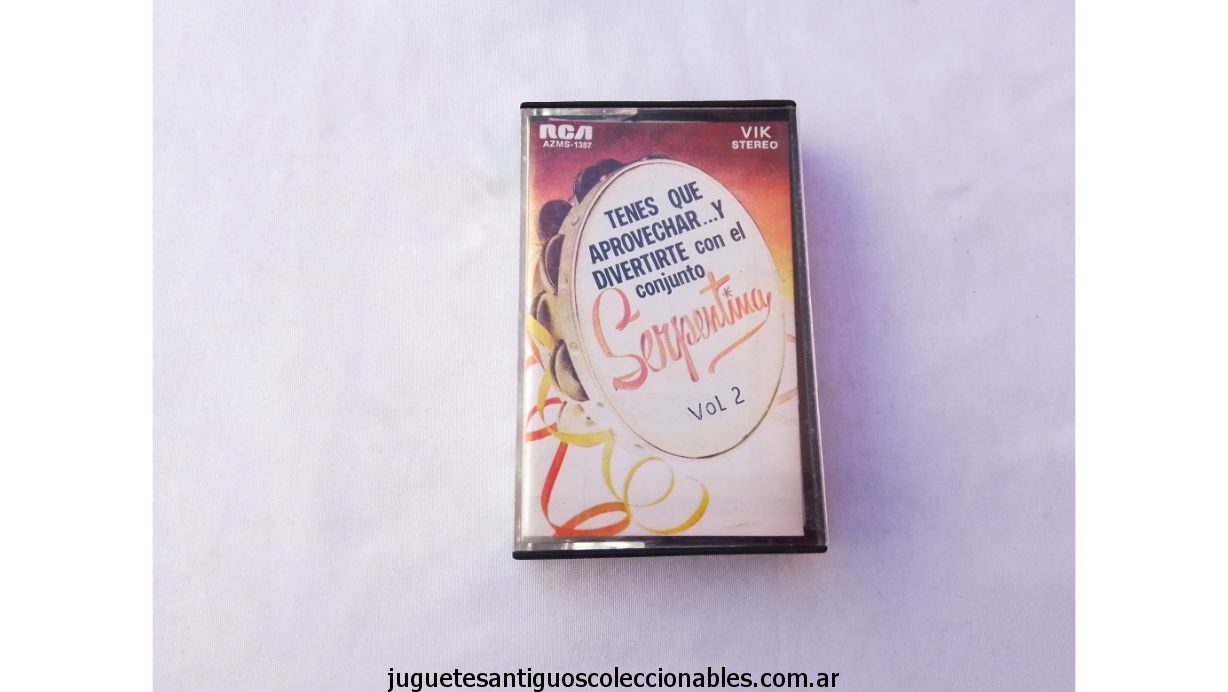 RCA
AZMS-1387
VIK
STEREO
TENES QUE
APROVECHAR...Y
DIVERTIRTE con el
conjunto
Serpentina
VOL 2
juguetesantiguoscoleccionables.com.ar